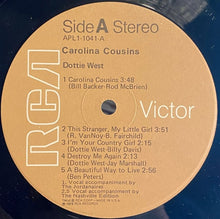 Side A Stereo
APL1-1041-A
Carolina Cousins
Dottie West
1 Carolina Cousins 3:48
(Bill Backer-Rod McBrien)
RCA
Victor
2 This Stranger, My Little Girl 3:51
(R. VanNoy-B. Fairchild)
3 I'm Your Country Girl 2:15
(Dottie West-Billy Davis)
4 Destroy Me Again 2:13
(Dottie West-Jay Marshall)
5 A Beautiful Way to Live 2:56
(Ben Peters)
1. Vocal accompaniment by
The Jordanaires
2-5 Vocal accompaniment by
The Nashville Edition